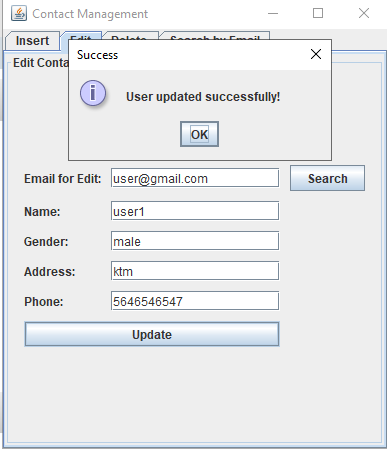 Contact Management
Insert Edit Delete Search by Email
Edit Conta
Success
User updated successfully!
OK
Email for Edit: user@gmail.com Search
Name: user1
Gender: male
Address: ktm
Phone: 5646546547
Update